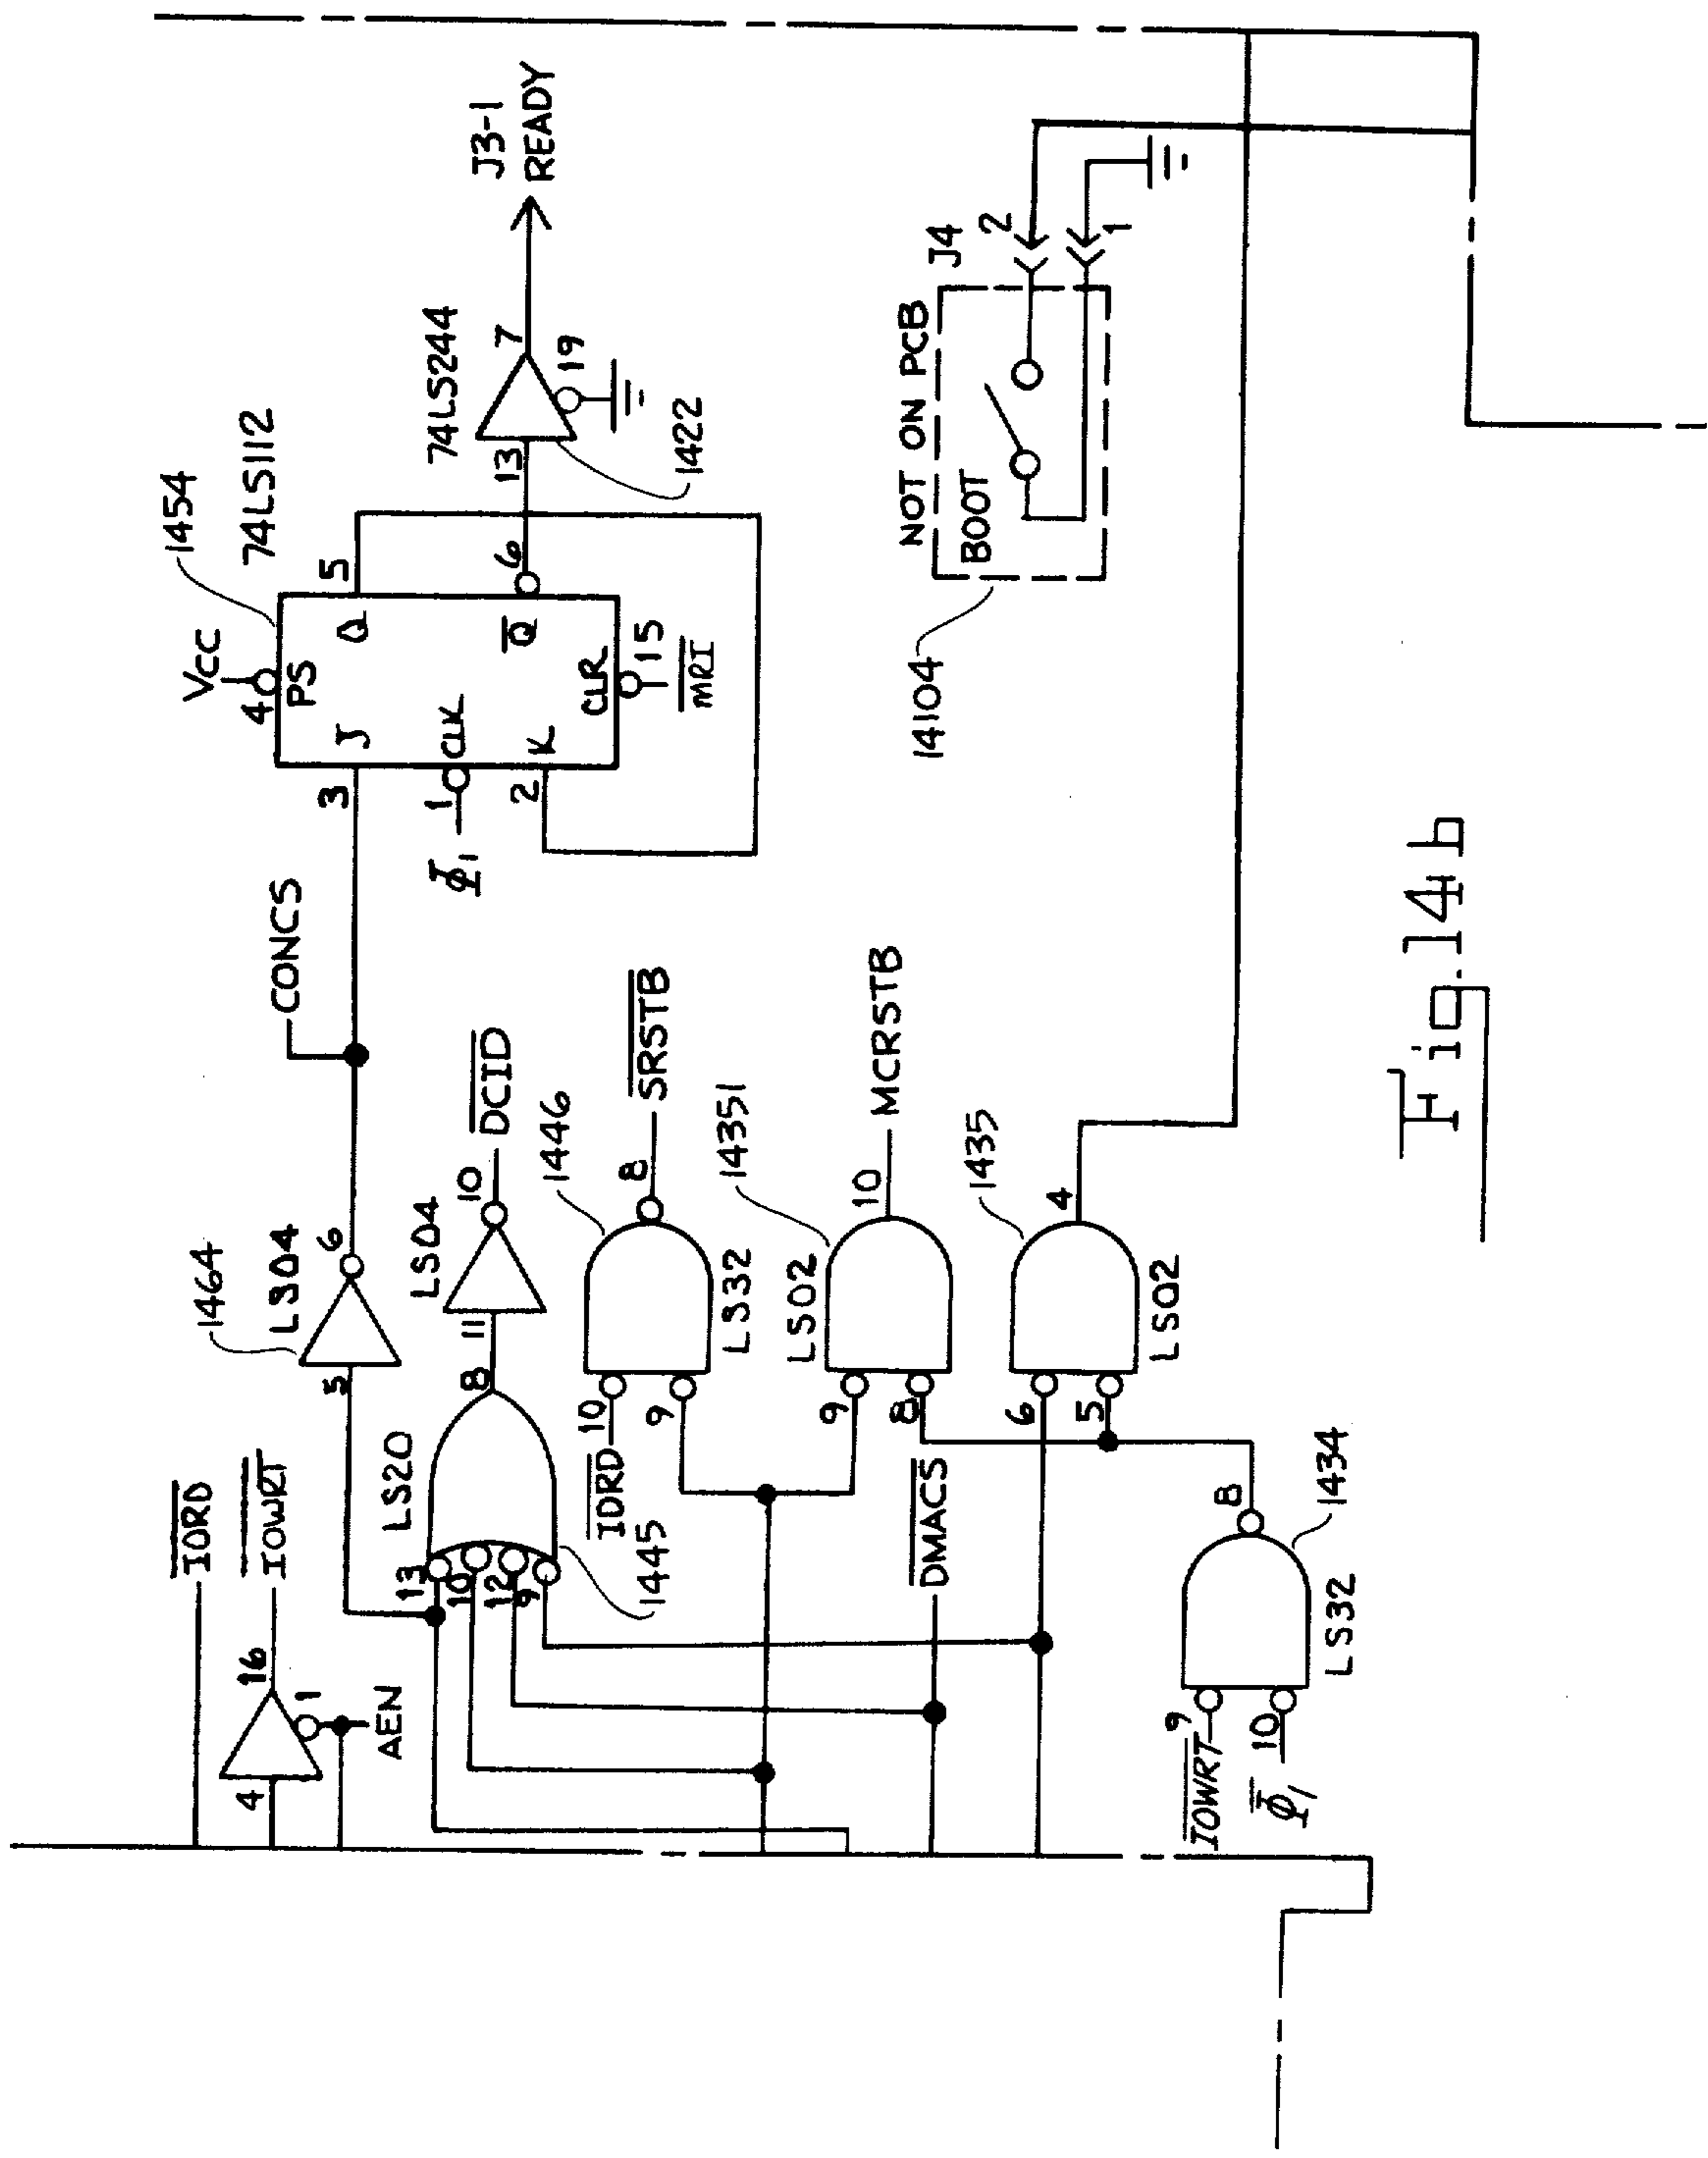 IORD
IOWRT
4
16
1
AEN
1464
LS04
5
6
CONCS
1454
74LS112
Vcc
4
PS
3
J
Q
5
Φ1
1
CLK
2
K
Q
6
CLR
15
MRI
74LS244
13
7
19
1422
J3-1
READY
LS20
13
10
12
9
8
1445
LS04
11
10
DCID
1446
IORD
10
9
8
SRSTB
LS32
14351
LS02
9
8
10
MCRSTB
1435
6
5
4
LS02
DMACS
IOWRT
9
Φ1
10
8
1434
LS32
NOT ON PCB
BOOT
J4
2
1
14104
Fig. 14b